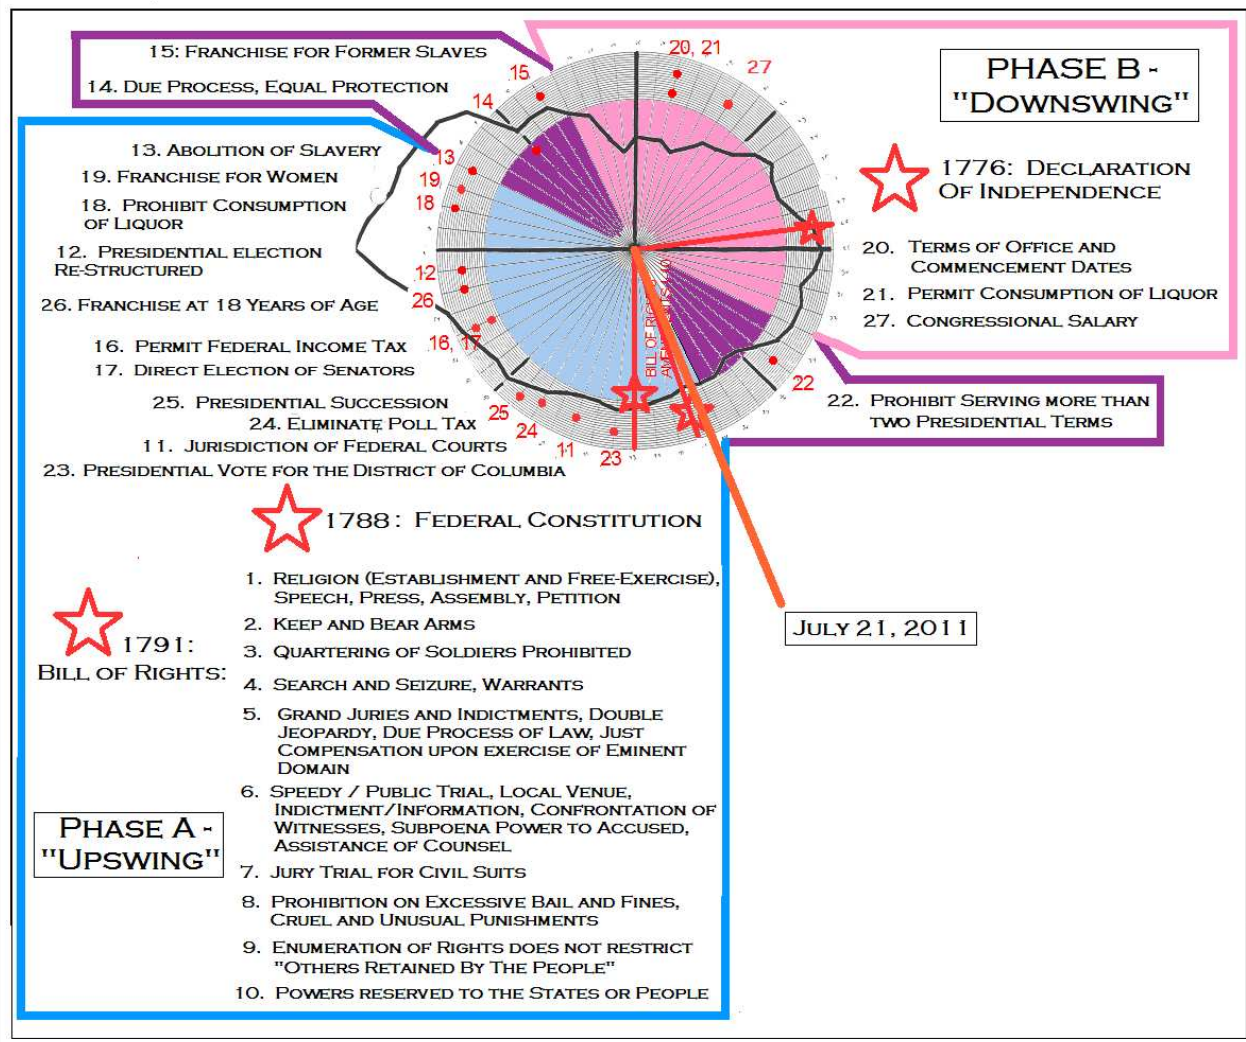 15: Franchise for Former Slaves
14. Due Process, Equal Protection
13. Abolition of Slavery
19. Franchise for Women
18. Prohibit Consumption
of Liquor
12. Presidential election
Re-Structured
26. Franchise at 18 Years of Age
16. Permit Federal Income Tax
17. Direct Election of Senators
25. Presidential Succession
24. Eliminate Poll Tax
11. Jurisdiction of Federal Courts
23. Presidential Vote for the District of Columbia
15
14
13
19
18
12
26
16, 17
25
24
11
23
20, 21
27
22
Bill of Rights
Phase B -
"Downswing"
1776: Declaration
Of Independence
20. Terms of Office and
Commencement Dates
21. Permit Consumption of Liquor
27. Congressional Salary
22. Prohibit Serving more than
two Presidential Terms
1788: Federal Constitution
1791:
Bill of Rights:
1. Religion (Establishment and Free-Exercise),
Speech, Press, Assembly, Petition
2. Keep and Bear Arms
3. Quartering of Soldiers Prohibited
4. Search and Seizure, Warrants
5. Grand Juries and Indictments, Double
Jeopardy, Due Process of Law, Just
Compensation upon exercise of Eminent
Domain
6. Speedy / Public Trial, Local Venue,
Indictment/Information, Confrontation of
Witnesses, Subpoena Power to Accused,
Assistance of Counsel
7. Jury Trial for Civil Suits
8. Prohibition on Excessive Bail and Fines,
Cruel and Unusual Punishments
9. Enumeration of Rights does not restrict
"Others Retained By The People"
10. Powers reserved to the States or People
Phase A -
"Upswing"
July 21, 2011